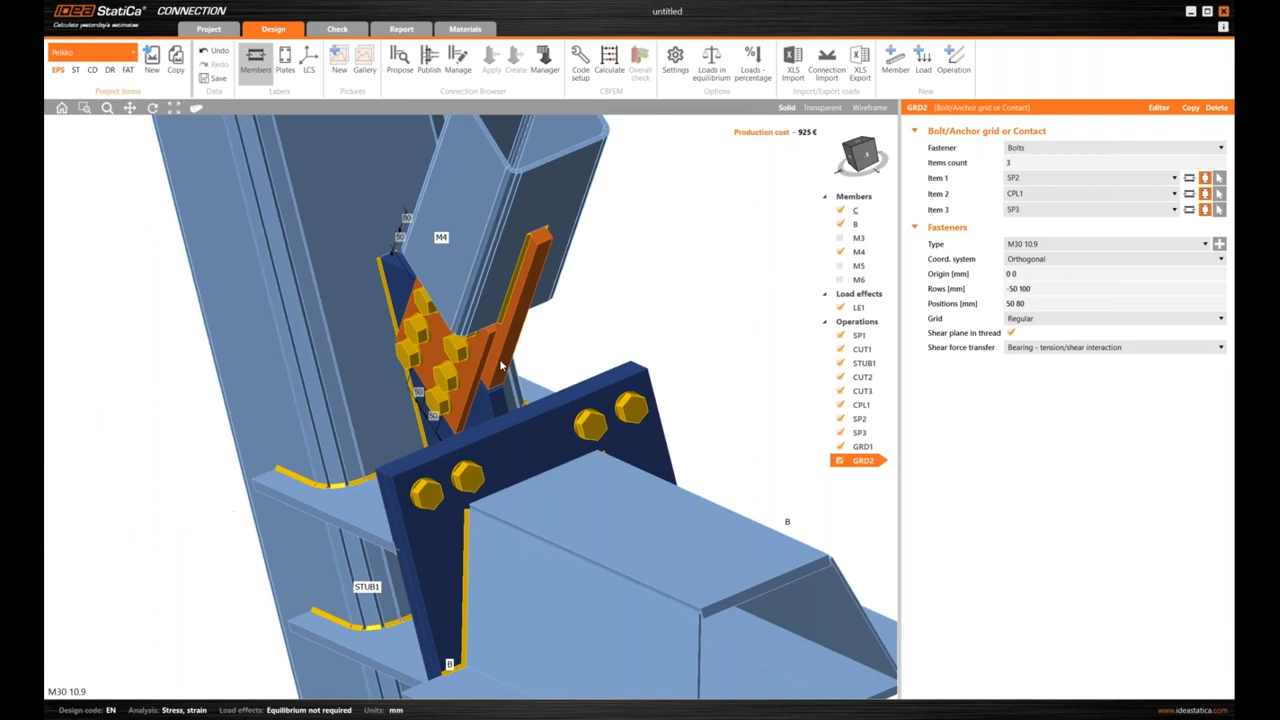 IDEA StatiCa® CONNECTION
Calculate yesterday's estimates
untitled
Project
Design
Check
Report
Materials
Peikko
EPS ST CD DR FAT
New
Copy
Project Items
Undo
Redo
Save
Data
Members
Plates
LCS
Labels
New
Gallery
Pictures
Propose
Publish
Manage
Apply
Create
Manager
Connection Browser
Code setup
Calculate
Overall check
CBFEM
Settings
Loads in equilibrium
Loads - percentage
Options
XLS Import
Connection Import
XLS Export
Import/Export loads
Member
Load
Operation
New
Solid
Transparent
Wireframe
Production cost - 925 €
Members
C
B
M3
M4
M5
M6
Load effects
LE1
Operations
SP1
CUT1
STUB1
CUT2
CUT3
CPL1
SP2
SP3
GRD1
GRD2
80
50
M4
50
50
B
STUB1
B
M30 10.9
GRD2 [Bolt/Anchor grid or Contact]
Editor
Copy
Delete
Bolt/Anchor grid or Contact
Fastener Bolts
Items count 3
Item 1 SP2
Item 2 CPL1
Item 3 SP3
Fasteners
Type M30 10.9
Coord. system Orthogonal
Origin [mm] 0 0
Rows [mm] -50 100
Positions [mm] 50 80
Grid Regular
Shear plane in thread
Shear force transfer Bearing - tension/shear interaction
Design code: EN Analysis: Stress, strain Load effects: Equilibrium not required Units: mm
www.ideastatica.com